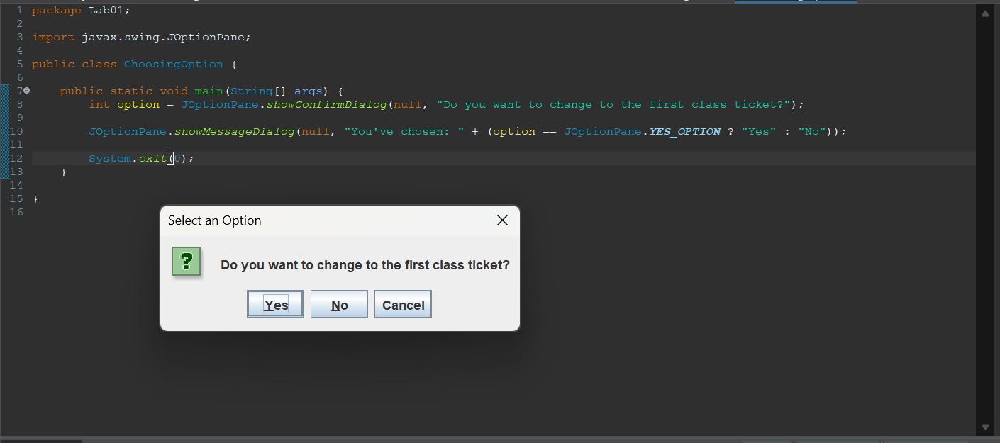 1 package Lab01;
2
3 import javax.swing.JOptionPane;
4
5 public class ChoosingOption {
6
7 public static void main(String[] args) {
8 int option = JOptionPane.showConfirmDialog(null, "Do you want to change to the first class ticket?");
9
10 JOptionPane.showMessageDialog(null, "You've chosen: " + (option == JOptionPane.YES_OPTION ? "Yes" : "No"));
11
12 System.exit(0);
13 }
14
15 }
16
Select an Option
?
Do you want to change to the first class ticket?
Yes No Cancel